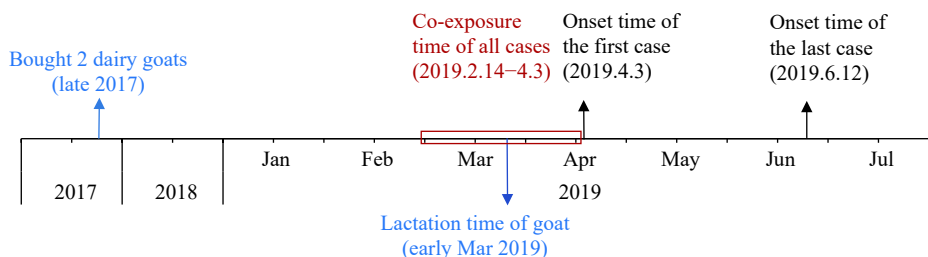 Co-exposure
time of all cases
(2019.2.14−4.3)
Onset time of
the first case
(2019.4.3)
Onset time of
the last case
(2019.6.12)
Bought 2 dairy goats
(late 2017)
Jan
Feb
Mar
Apr
May
Jun
Jul
2017
2018
2019
Lactation time of goat
(early Mar 2019)